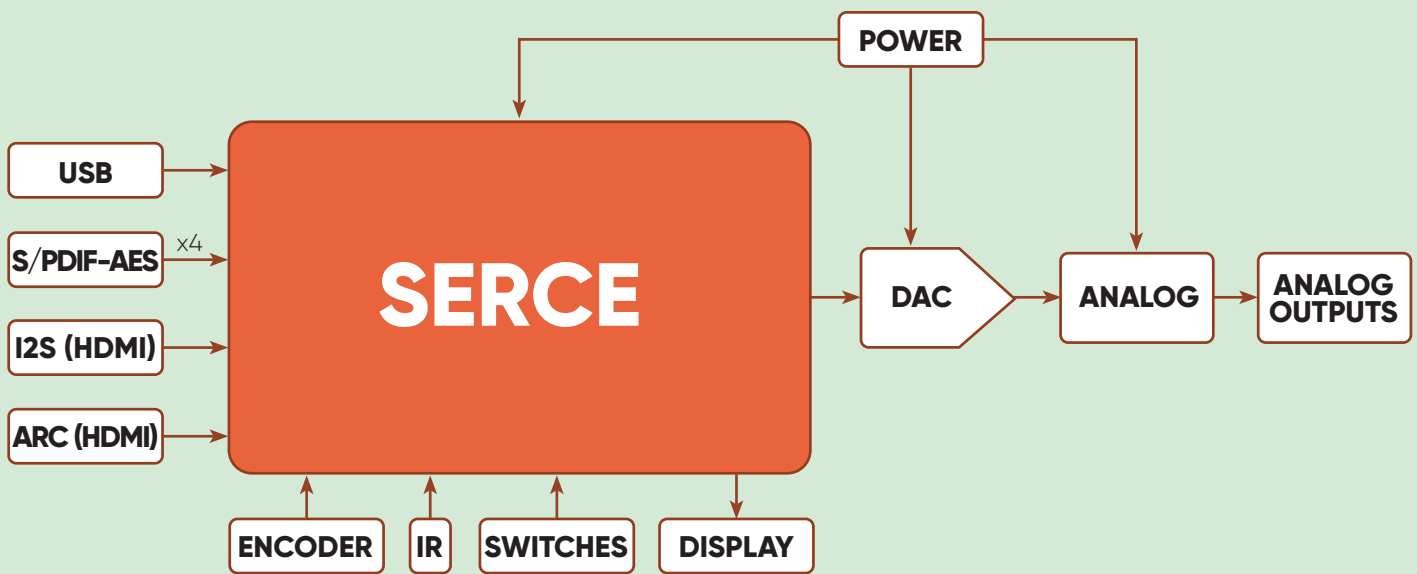 POWER
USB
S/PDIF-AES
x4
I2S (HDMI)
ARC (HDMI)
SERCE
DAC
ANALOG
ANALOG
OUTPUTS
ENCODER
IR
SWITCHES
DISPLAY